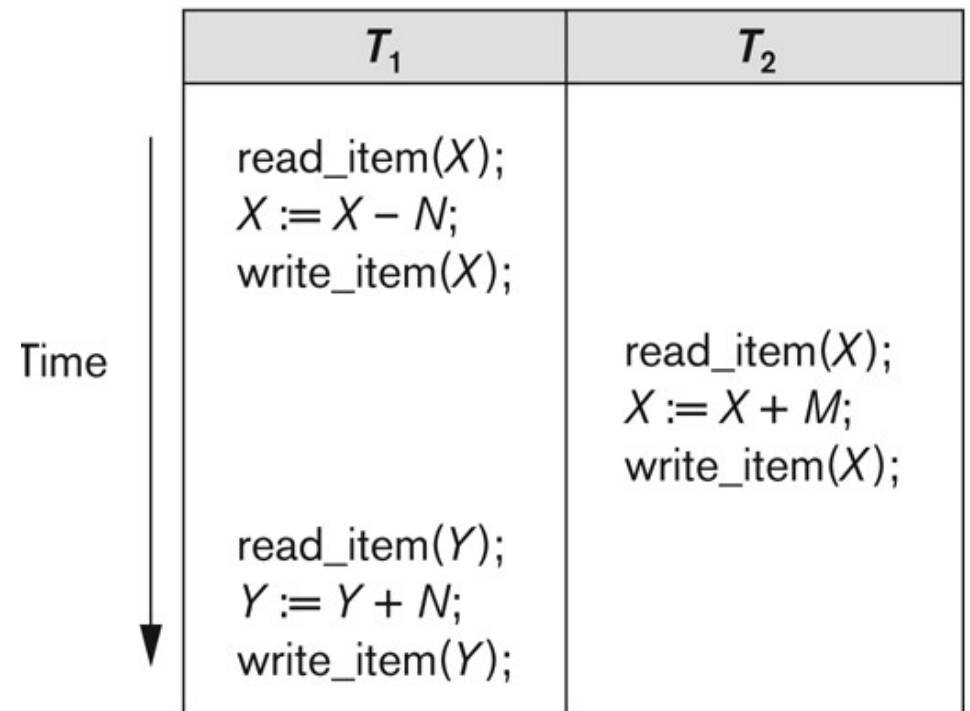 T₁ T₂
read_item(X);
X := X – N;
write_item(X);
Time
read_item(X);
X := X + M;
write_item(X);
read_item(Y);
Y := Y + N;
write_item(Y);